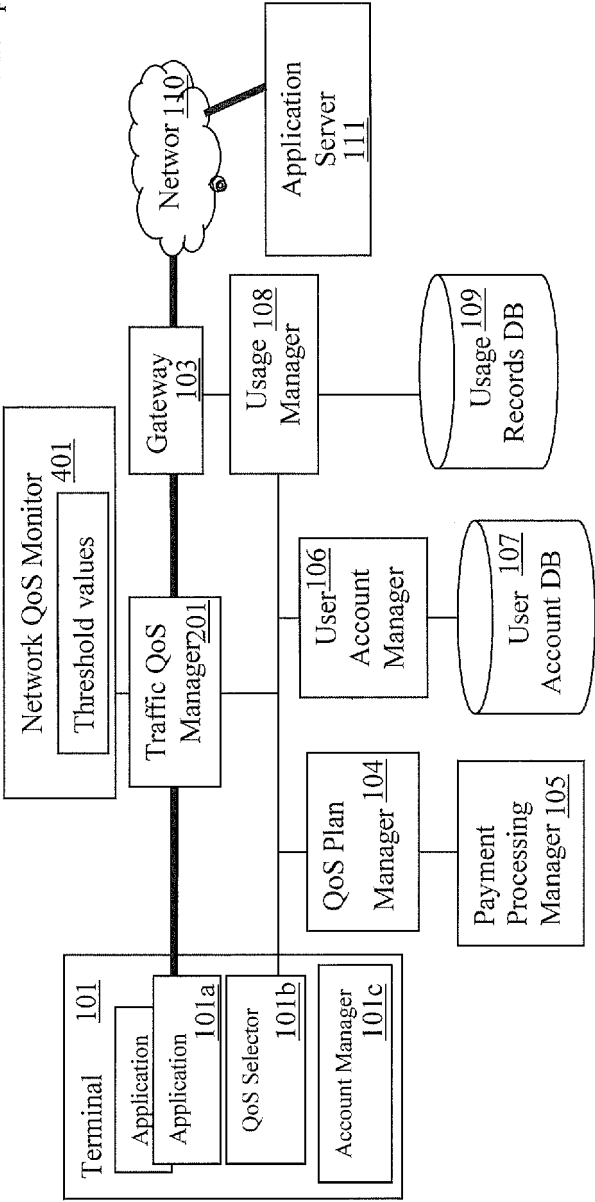 Network QoS Monitor
401
Threshold values
Terminal
101
Application
Application
101a
QoS Selector
101b
Account Manager
101c
Traffic QoS
Manager201
Gateway
103
Networ 110
Application
Server
111
Usage 108
Manager
Usage 109
Records DB
User 106
Account
Manager
User 107
Account DB
QoS Plan
Manager 104
Payment
Processing
Manager 105